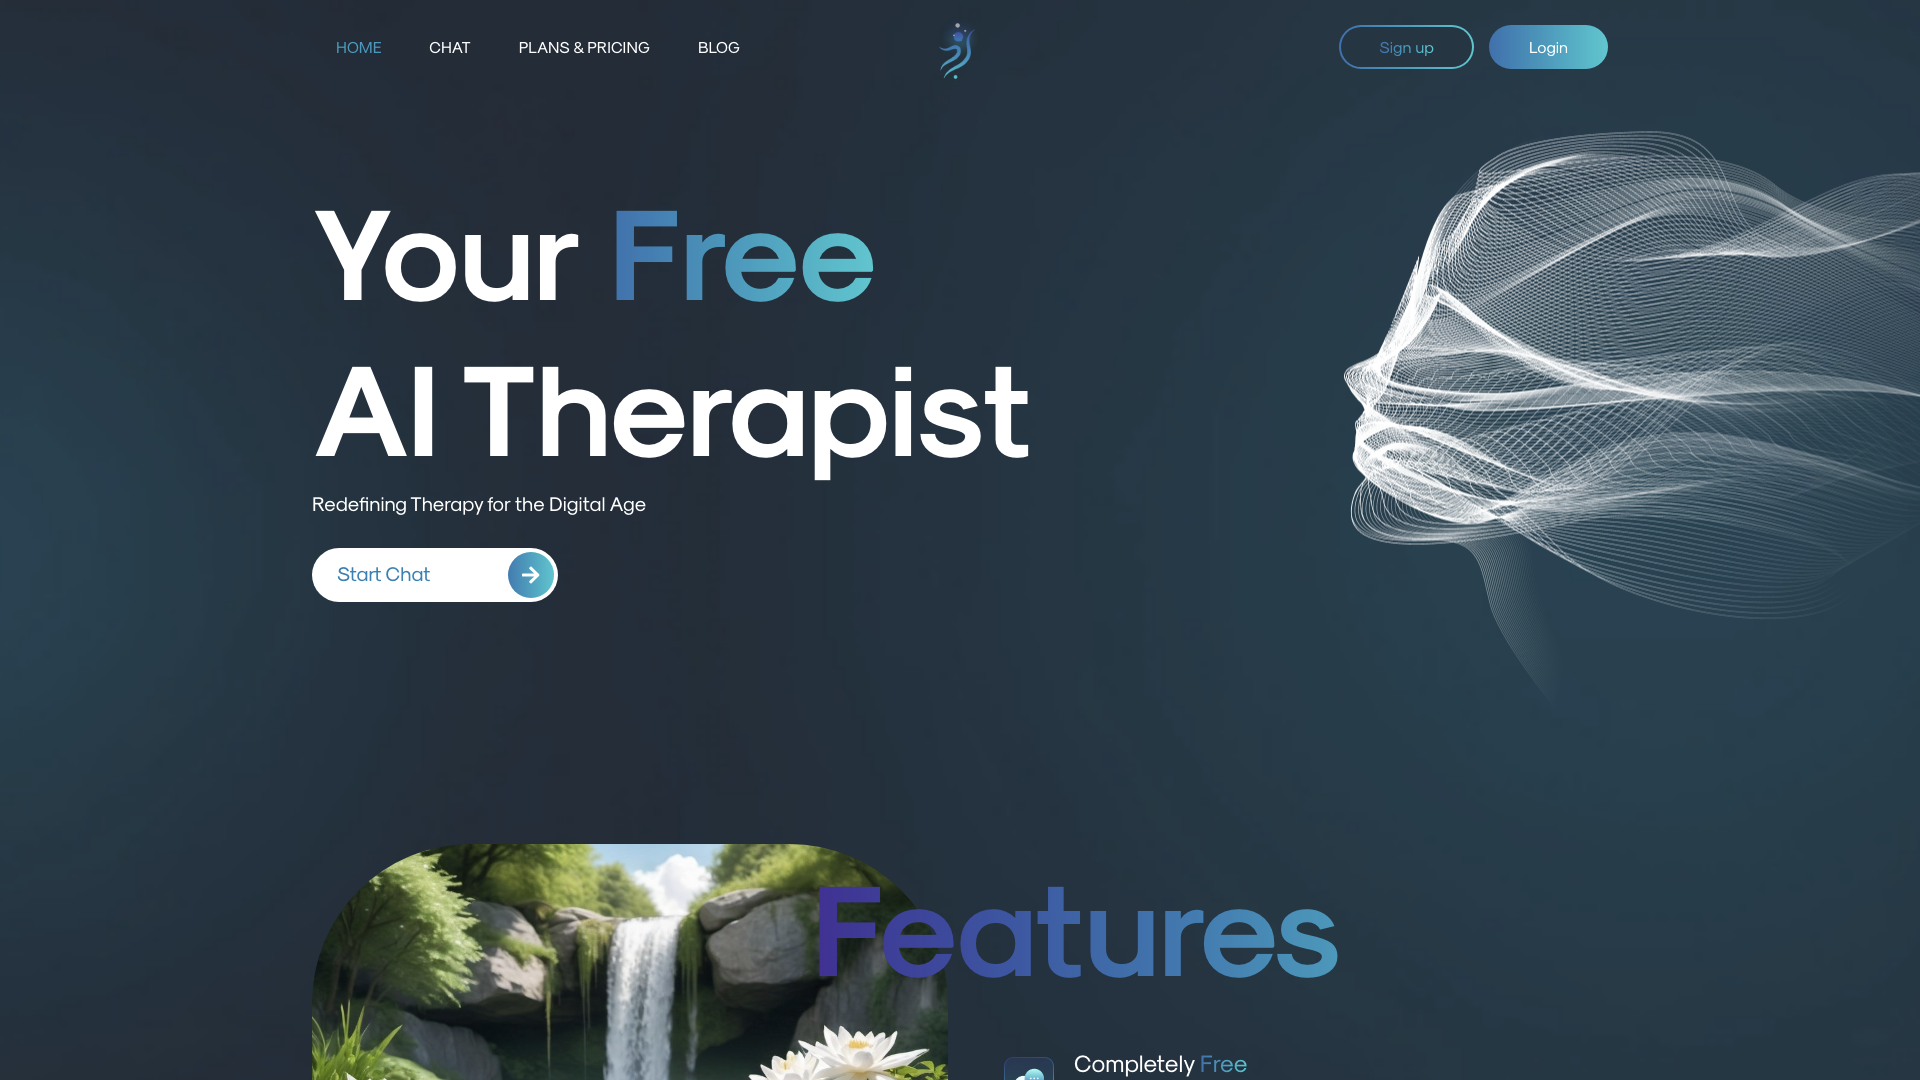 HOME
CHAT
PLANS & PRICING
BLOG
Sign up
Login
Your Free
AI Therapist
Redefining Therapy for the Digital Age
Start Chat
Features
Completely Free